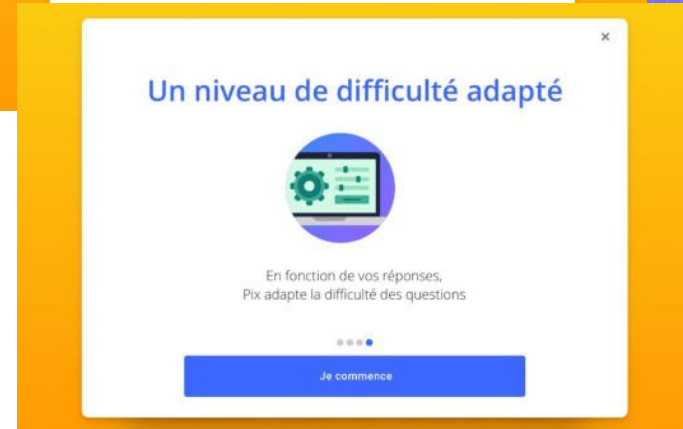 Un niveau de difficulté adapté
En fonction de vos réponses,
Pix adapte la difficulté des questions
Je commence